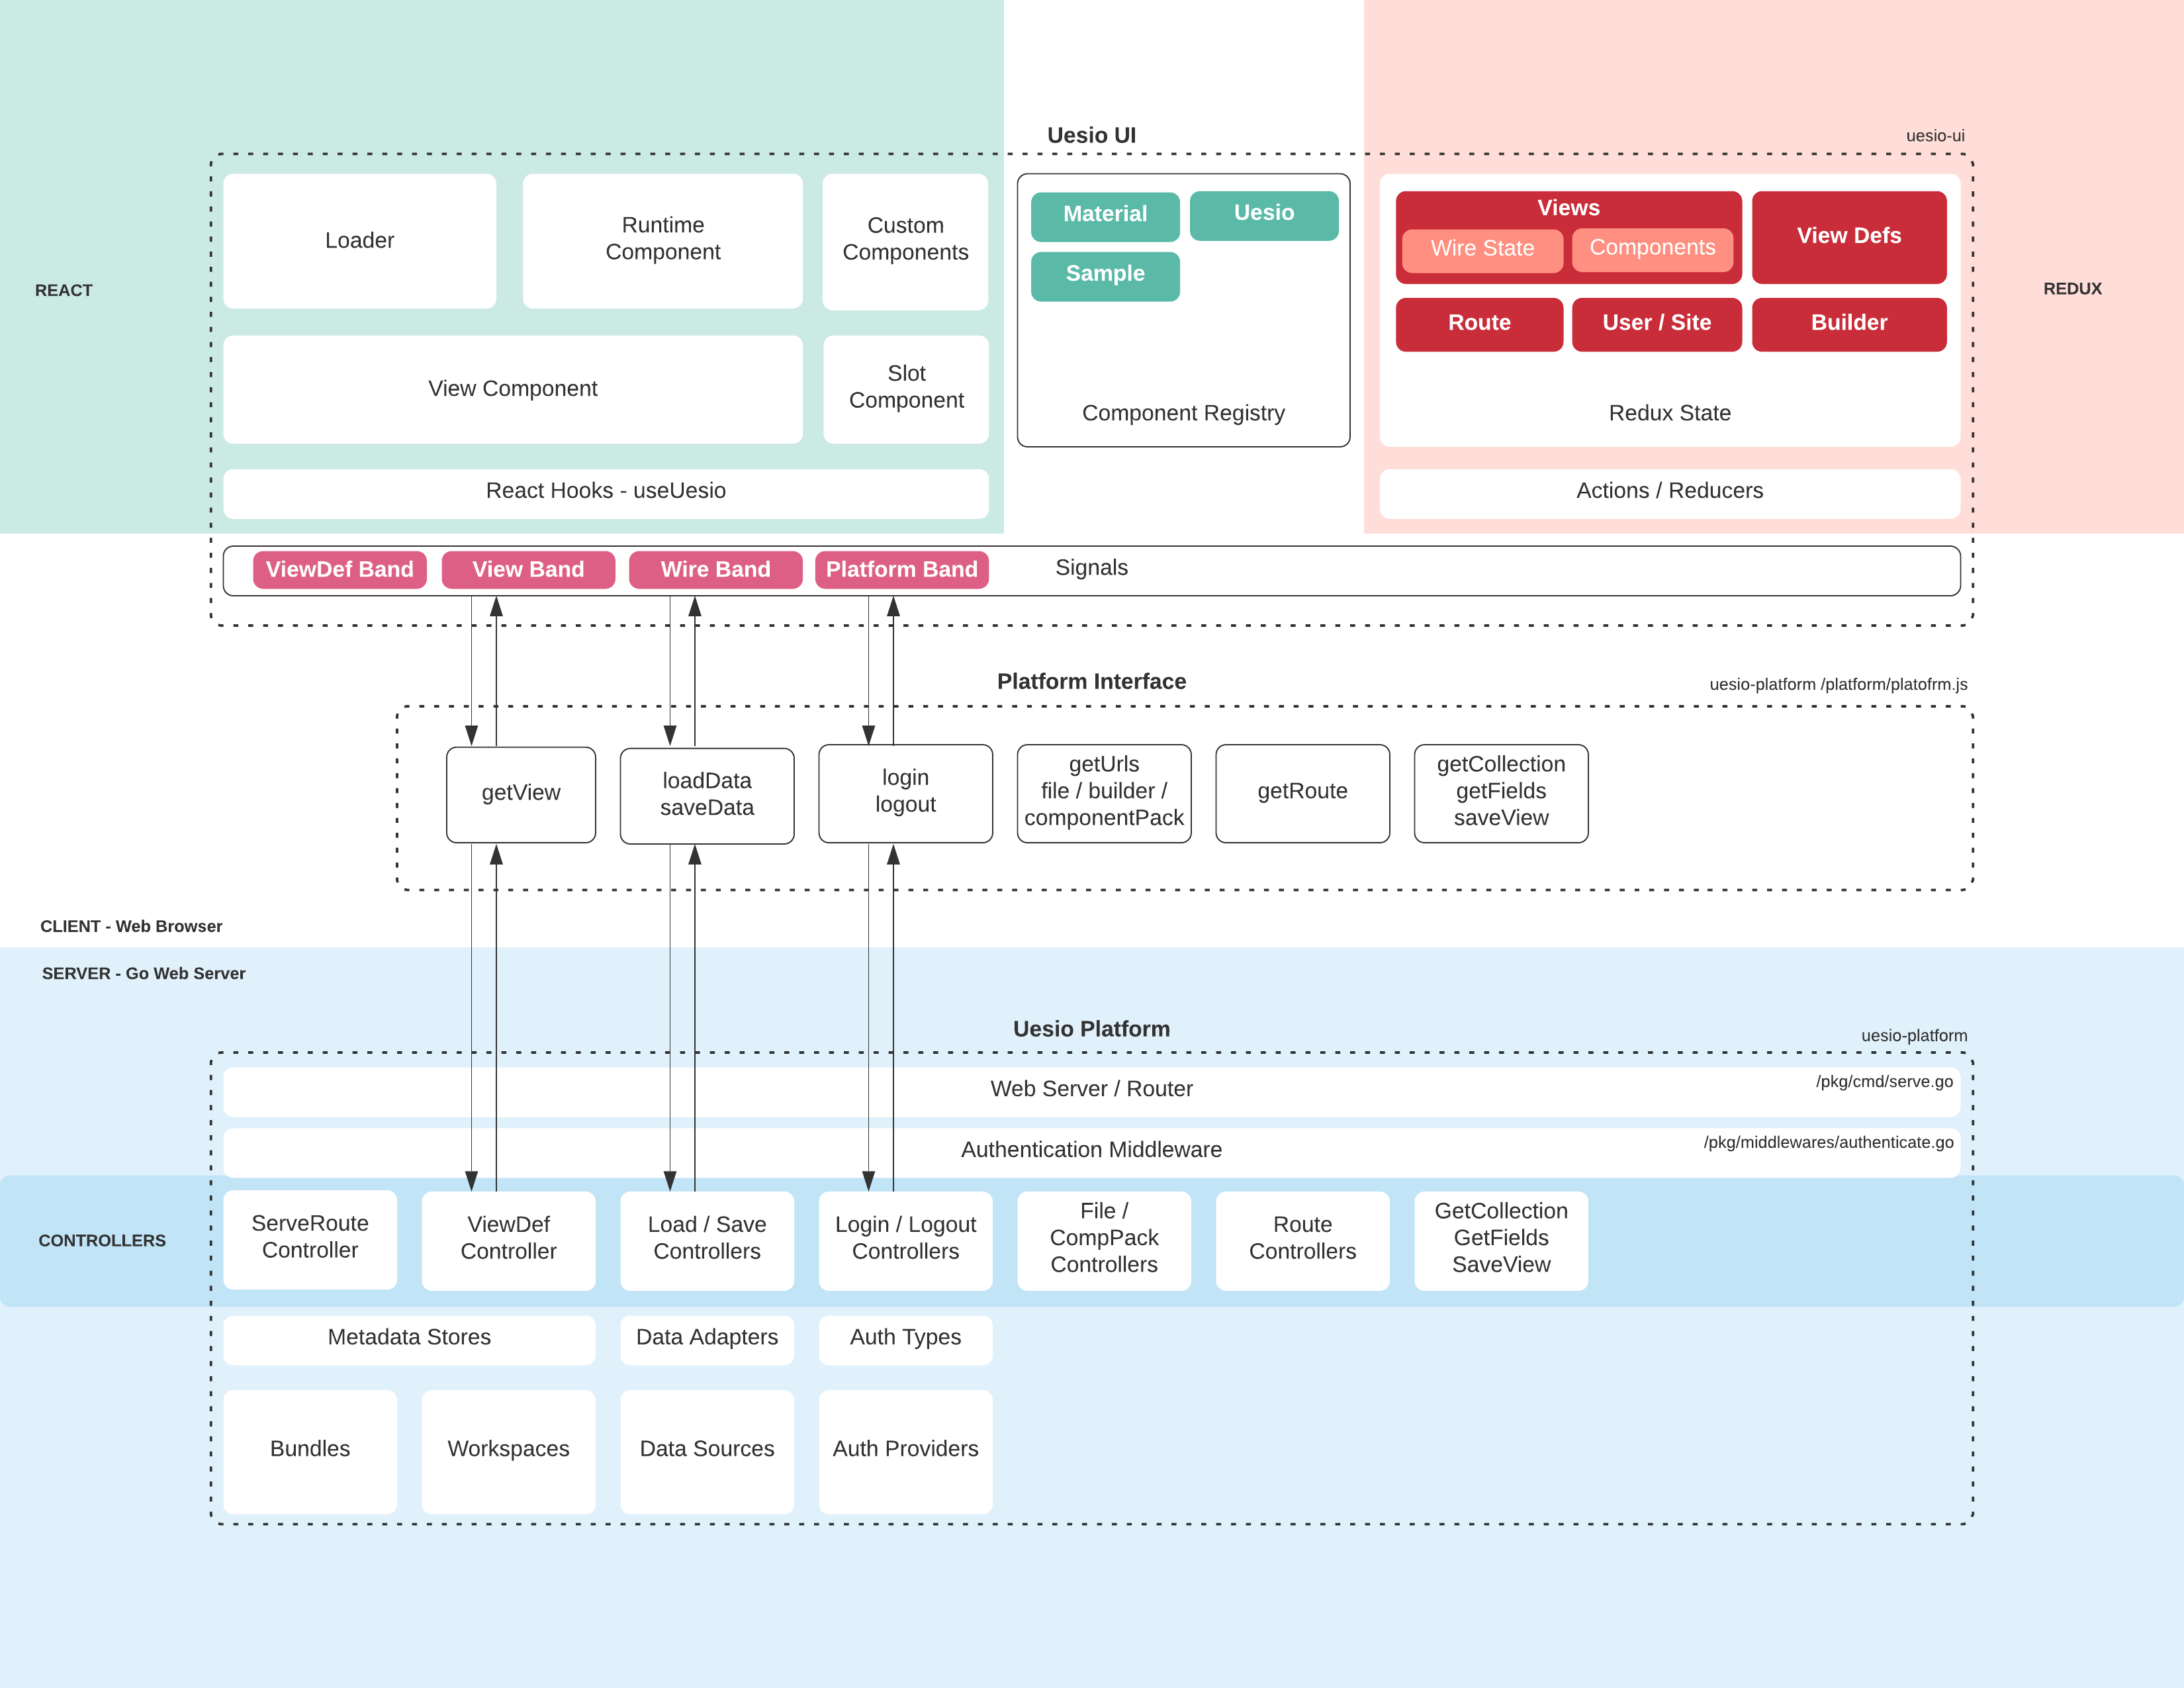 Uesio UI
uesio-ui
REACT
REDUX
Loader
Runtime
Component
Custom
Components
View Component
Slot
Component
React Hooks - useUesio
Material
Uesio
Sample
Component Registry
Views
Wire State
Components
View Defs
Route
User / Site
Builder
Redux State
Actions / Reducers
ViewDef Band
View Band
Wire Band
Platform Band
Signals
Platform Interface
uesio-platform /platform/platofrm.js
getView
loadData
saveData
login
logout
getUrls
file / builder /
componentPack
getRoute
getCollection
getFields
saveView
CLIENT - Web Browser
SERVER - Go Web Server
Uesio Platform
uesio-platform
Web Server / Router
/pkg/cmd/serve.go
Authentication Middleware
/pkg/middlewares/authenticate.go
CONTROLLERS
ServeRoute
Controller
ViewDef
Controller
Load / Save
Controllers
Login / Logout
Controllers
File /
CompPack
Controllers
Route
Controllers
GetCollection
GetFields
SaveView
Metadata Stores
Data Adapters
Auth Types
Bundles
Workspaces
Data Sources
Auth Providers